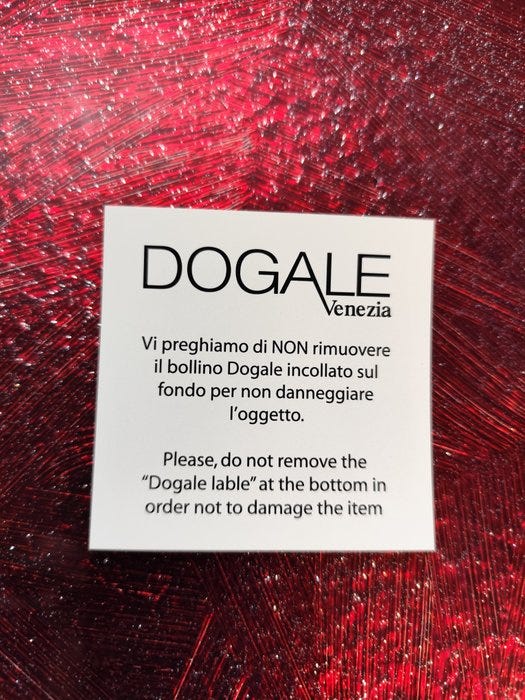 DOGALE
Venezia
Vi preghiamo di NON rimuovere
il bollino Dogale incollato sul
fondo per non danneggiare
l'oggetto.
Please, do not remove the
“Dogale lable” at the bottom in
order not to damage the item